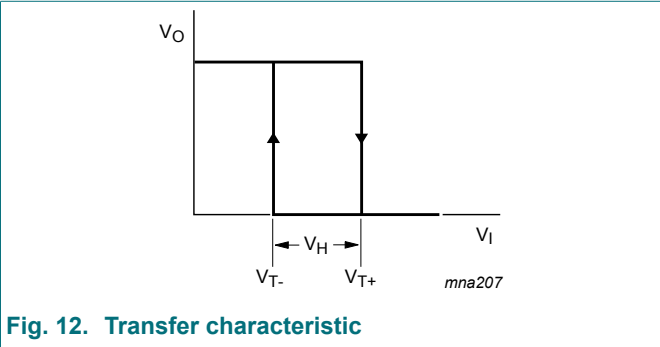 VO
VH
VI
VT-
VT+
mna207
Fig. 12. Transfer characteristic